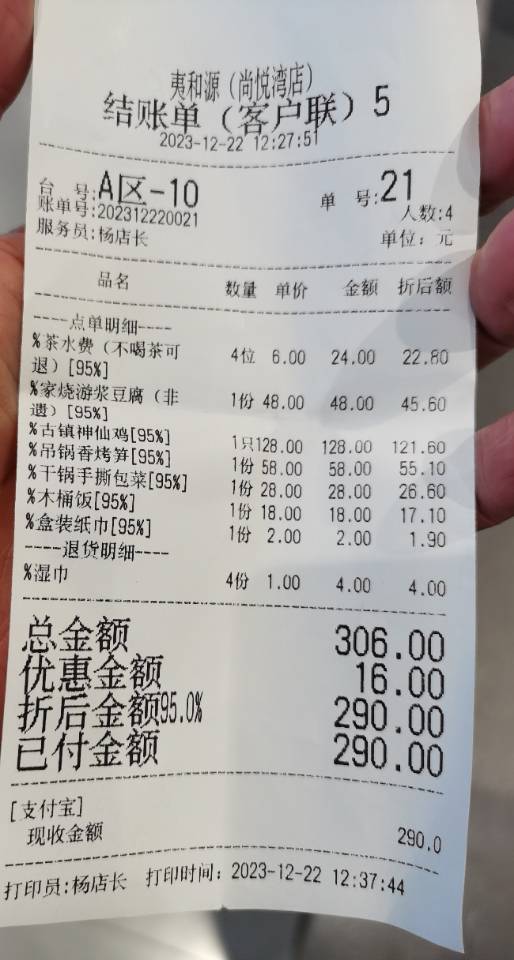 夷和源（尚悦湾店）
结账单（客户联）5
2023-12-22 12:27:51
台 号:A区-10 单 号:21
账单号:202312220021 人数:4
服务员:杨店长 单位: 元
品名 数量 单价 金额 折后额
----点单明细----
%茶水费（不喝茶可退）[95%] 4位 6.00 24.00 22.80
%家烧游浆豆腐（非遗）[95%] 1份 48.00 48.00 45.60
%古镇神仙鸡[95%] 1只 128.00 128.00 121.60
%吊锅香烤笋[95%] 1份 58.00 58.00 55.10
%干锅手撕包菜[95%] 1份 28.00 28.00 26.60
%木桶饭[95%] 1份 18.00 18.00 17.10
%盒装纸巾[95%] 1份 2.00 2.00 1.90
----退货明细----
%湿巾 4份 1.00 4.00 4.00
总金额 306.00
优惠金额 16.00
折后金额95.0% 290.00
已付金额 290.00
[支付宝]
现收金额 290.0
打印员:杨店长 打印时间: 2023-12-22 12:37:44